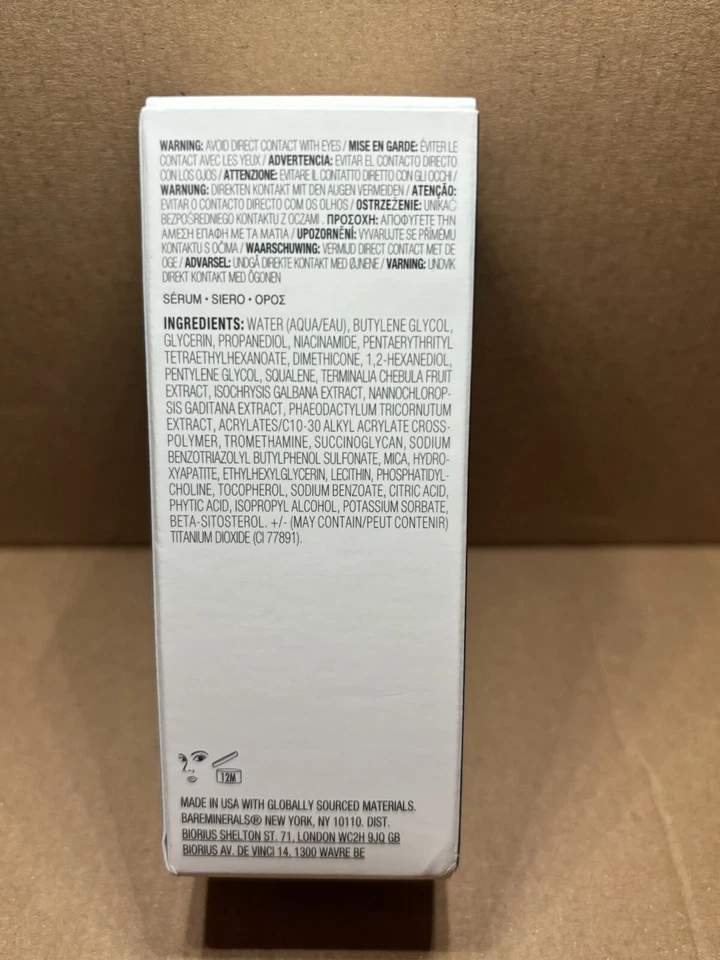 WARNING: AVOID DIRECT CONTACT WITH EYES / MISE EN GARDE: ÉVITER LE
CONTACT AVEC LES YEUX / ADVERTENCIA: EVITAR EL CONTACTO DIRECTO
CON LOS OJOS / ATTENZIONE: EVITARE IL CONTATTO DIRETTO CON GLI OCCHI /
WARNUNG: DIREKTEN KONTAKT MIT DEN AUGEN VERMEIDEN / ATENÇÃO:
EVITAR O CONTACTO DIRECTO COM OS OLHOS / OSTRZEŻENIE: UNIKAĆ
BEZPOŚREDNIEGO KONTAKTU Z OCZAMI . ΠΡΟΣΟΧΗ: ΑΠΟΦΥΓΕΤΕ ΤΗΝ
ΑΜΕΣΗ ΕΠΑΦΗ ΜΕ ΤΑ ΜΑΤΙΑ / UPOZORNĚNÍ: VYVARUJTE SE PŘÍMÉMU
KONTAKTU S OČIMA / WAARSCHUWING: VERMIJD DIRECT CONTACT MET DE
OGE / ADVARSEL: UNDGÅ DIREKTE KONTAKT MED ØJNENE / VARNING: UNDVIK
DIREKT KONTAKT MED ÖGONEN
SÉRUM • SIERO • ΟΡΟΣ
INGREDIENTS: WATER (AQUA/EAU), BUTYLENE GLYCOL,
GLYCERIN, PROPANEDIOL, NIACINAMIDE, PENTAERYTHRITYL
TETRAETHYLHEXANOATE, DIMETHICONE, 1,2-HEXANEDIOL,
PENTYLENE GLYCOL, SQUALENE, TERMINALIA CHEBULA FRUIT
EXTRACT, ISOCHRYSIS GALBANA EXTRACT, NANNOCHLOROP-
SIS GADITANA EXTRACT, PHAEODACTYLUM TRICORNUTUM
EXTRACT, ACRYLATES/C10-30 ALKYL ACRYLATE CROSS-
POLYMER, TROMETHAMINE, SUCCINOGLYCAN, SODIUM
BENZOTRIAZOLYL BUTYLPHENOL SULFONATE, MICA, HYDRO-
XYAPATITE, ETHYLHEXYLGLYCERIN, LECITHIN, PHOSPHATIDYL-
CHOLINE, TOCOPHEROL, SODIUM BENZOATE, CITRIC ACID,
PHYTIC ACID, ISOPROPYL ALCOHOL, POTASSIUM SORBATE,
BETA-SITOSTEROL. +/- (MAY CONTAIN/PEUT CONTENIR)
TITANIUM DIOXIDE (CI 77891).
12M
MADE IN USA WITH GLOBALLY SOURCED MATERIALS.
BAREMINERALS® NEW YORK, NY 10110. DIST.
BIORIUS SHELTON ST. 71, LONDON WC2H 9JQ GB
BIORIUS AV. DE VINCI 14, 1300 WAVRE BE